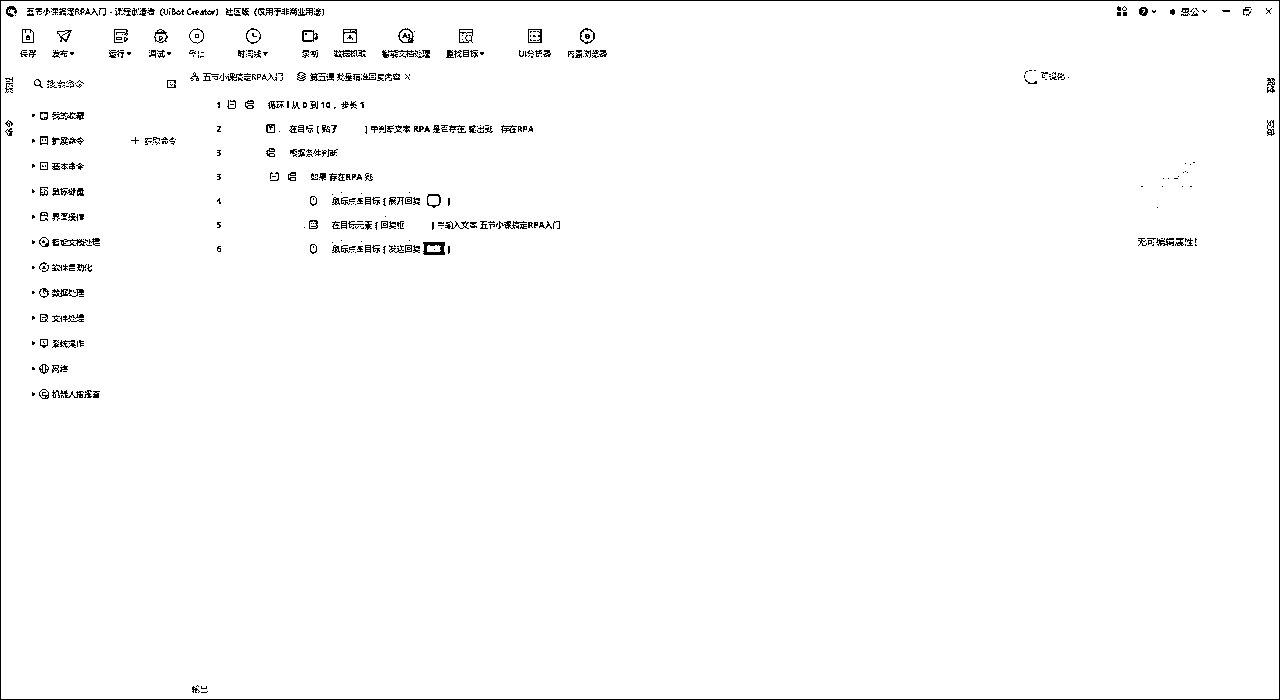 五节小课搞定RPA入门 - 流程创造者 (UiBot Creator) 社区版 (仅用于非商业用途)
愚公
保存 发布 运行 调试 停止 时间线 录制 数据抓取 智能文档处理 查找目标 UI分析器 内置浏览器
五节小课搞定RPA入门 第五课 批量精准回复内容
可视化
搜索命令
我的收藏
扩展命令 获取命令
基本命令
鼠标键盘
界面操作
智能文档处理
软件自动化
数据处理
文件处理
系统操作
网络
机器人指挥官
1 循环 i 从 0 到 10 ，步长 1
2 在目标 [ 贴子 ] 中判断文本 RPA 是否存在, 输出到 存在RPA
3 根据条件判断
3 如果 存在RPA 则
4 鼠标点击目标 [ 展开回复 ]
5 在目标元素 [ 回复框 ] 中输入文本 五节小课搞定RPA入门
6 鼠标点击目标 [ 发送回复 ]
无可编辑属性!
输出